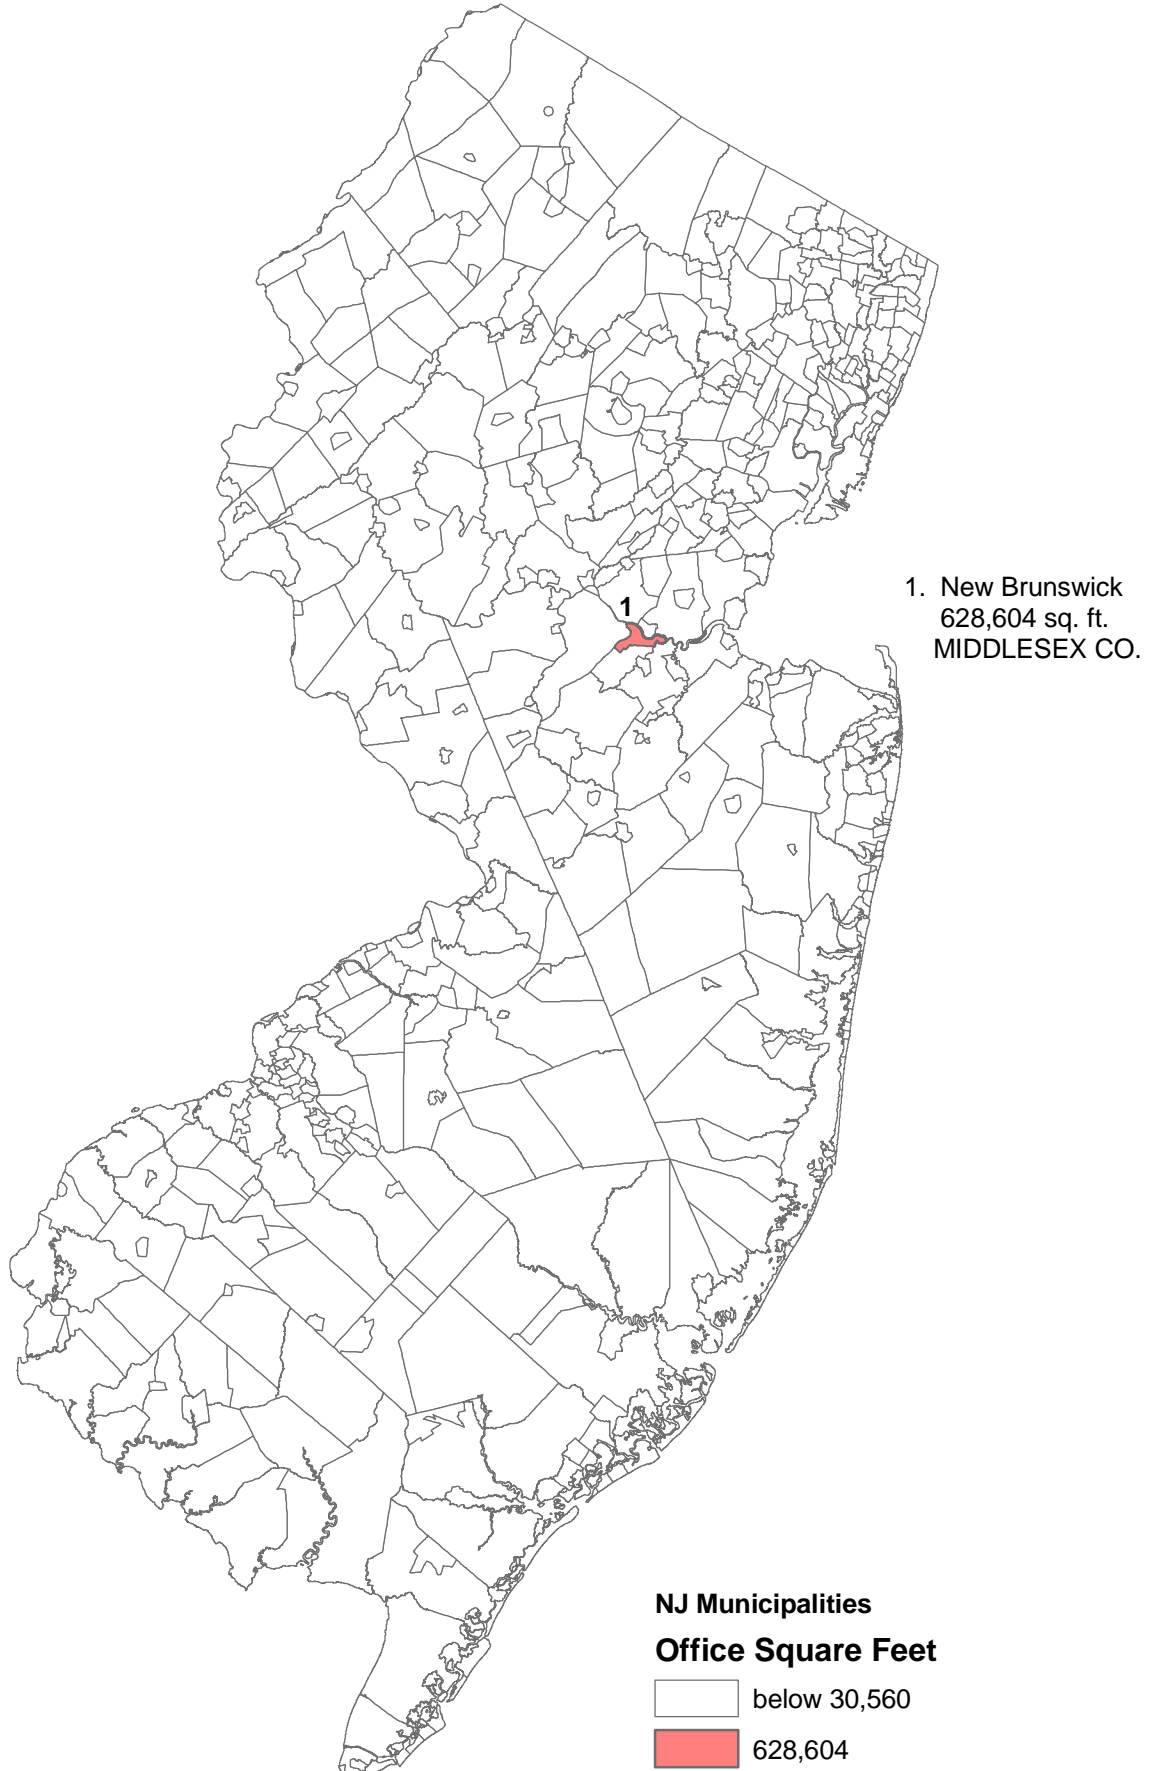 1
1. New Brunswick
628,604 sq. ft.
MIDDLESEX CO.
NJ Municipalities
Office Square Feet
below 30,560
628,604